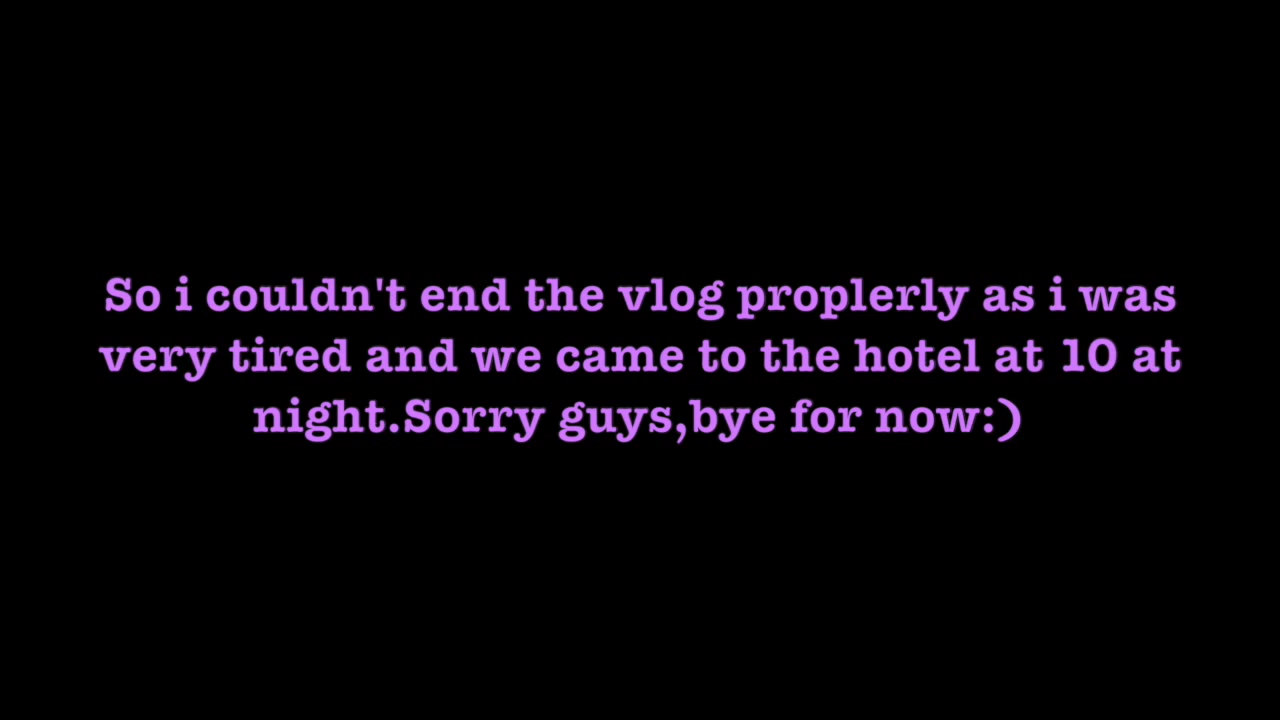 So i couldn't end the vlog proplerly as i was
very tired and we came to the hotel at 10 at
night.Sorry guys,bye for now:)